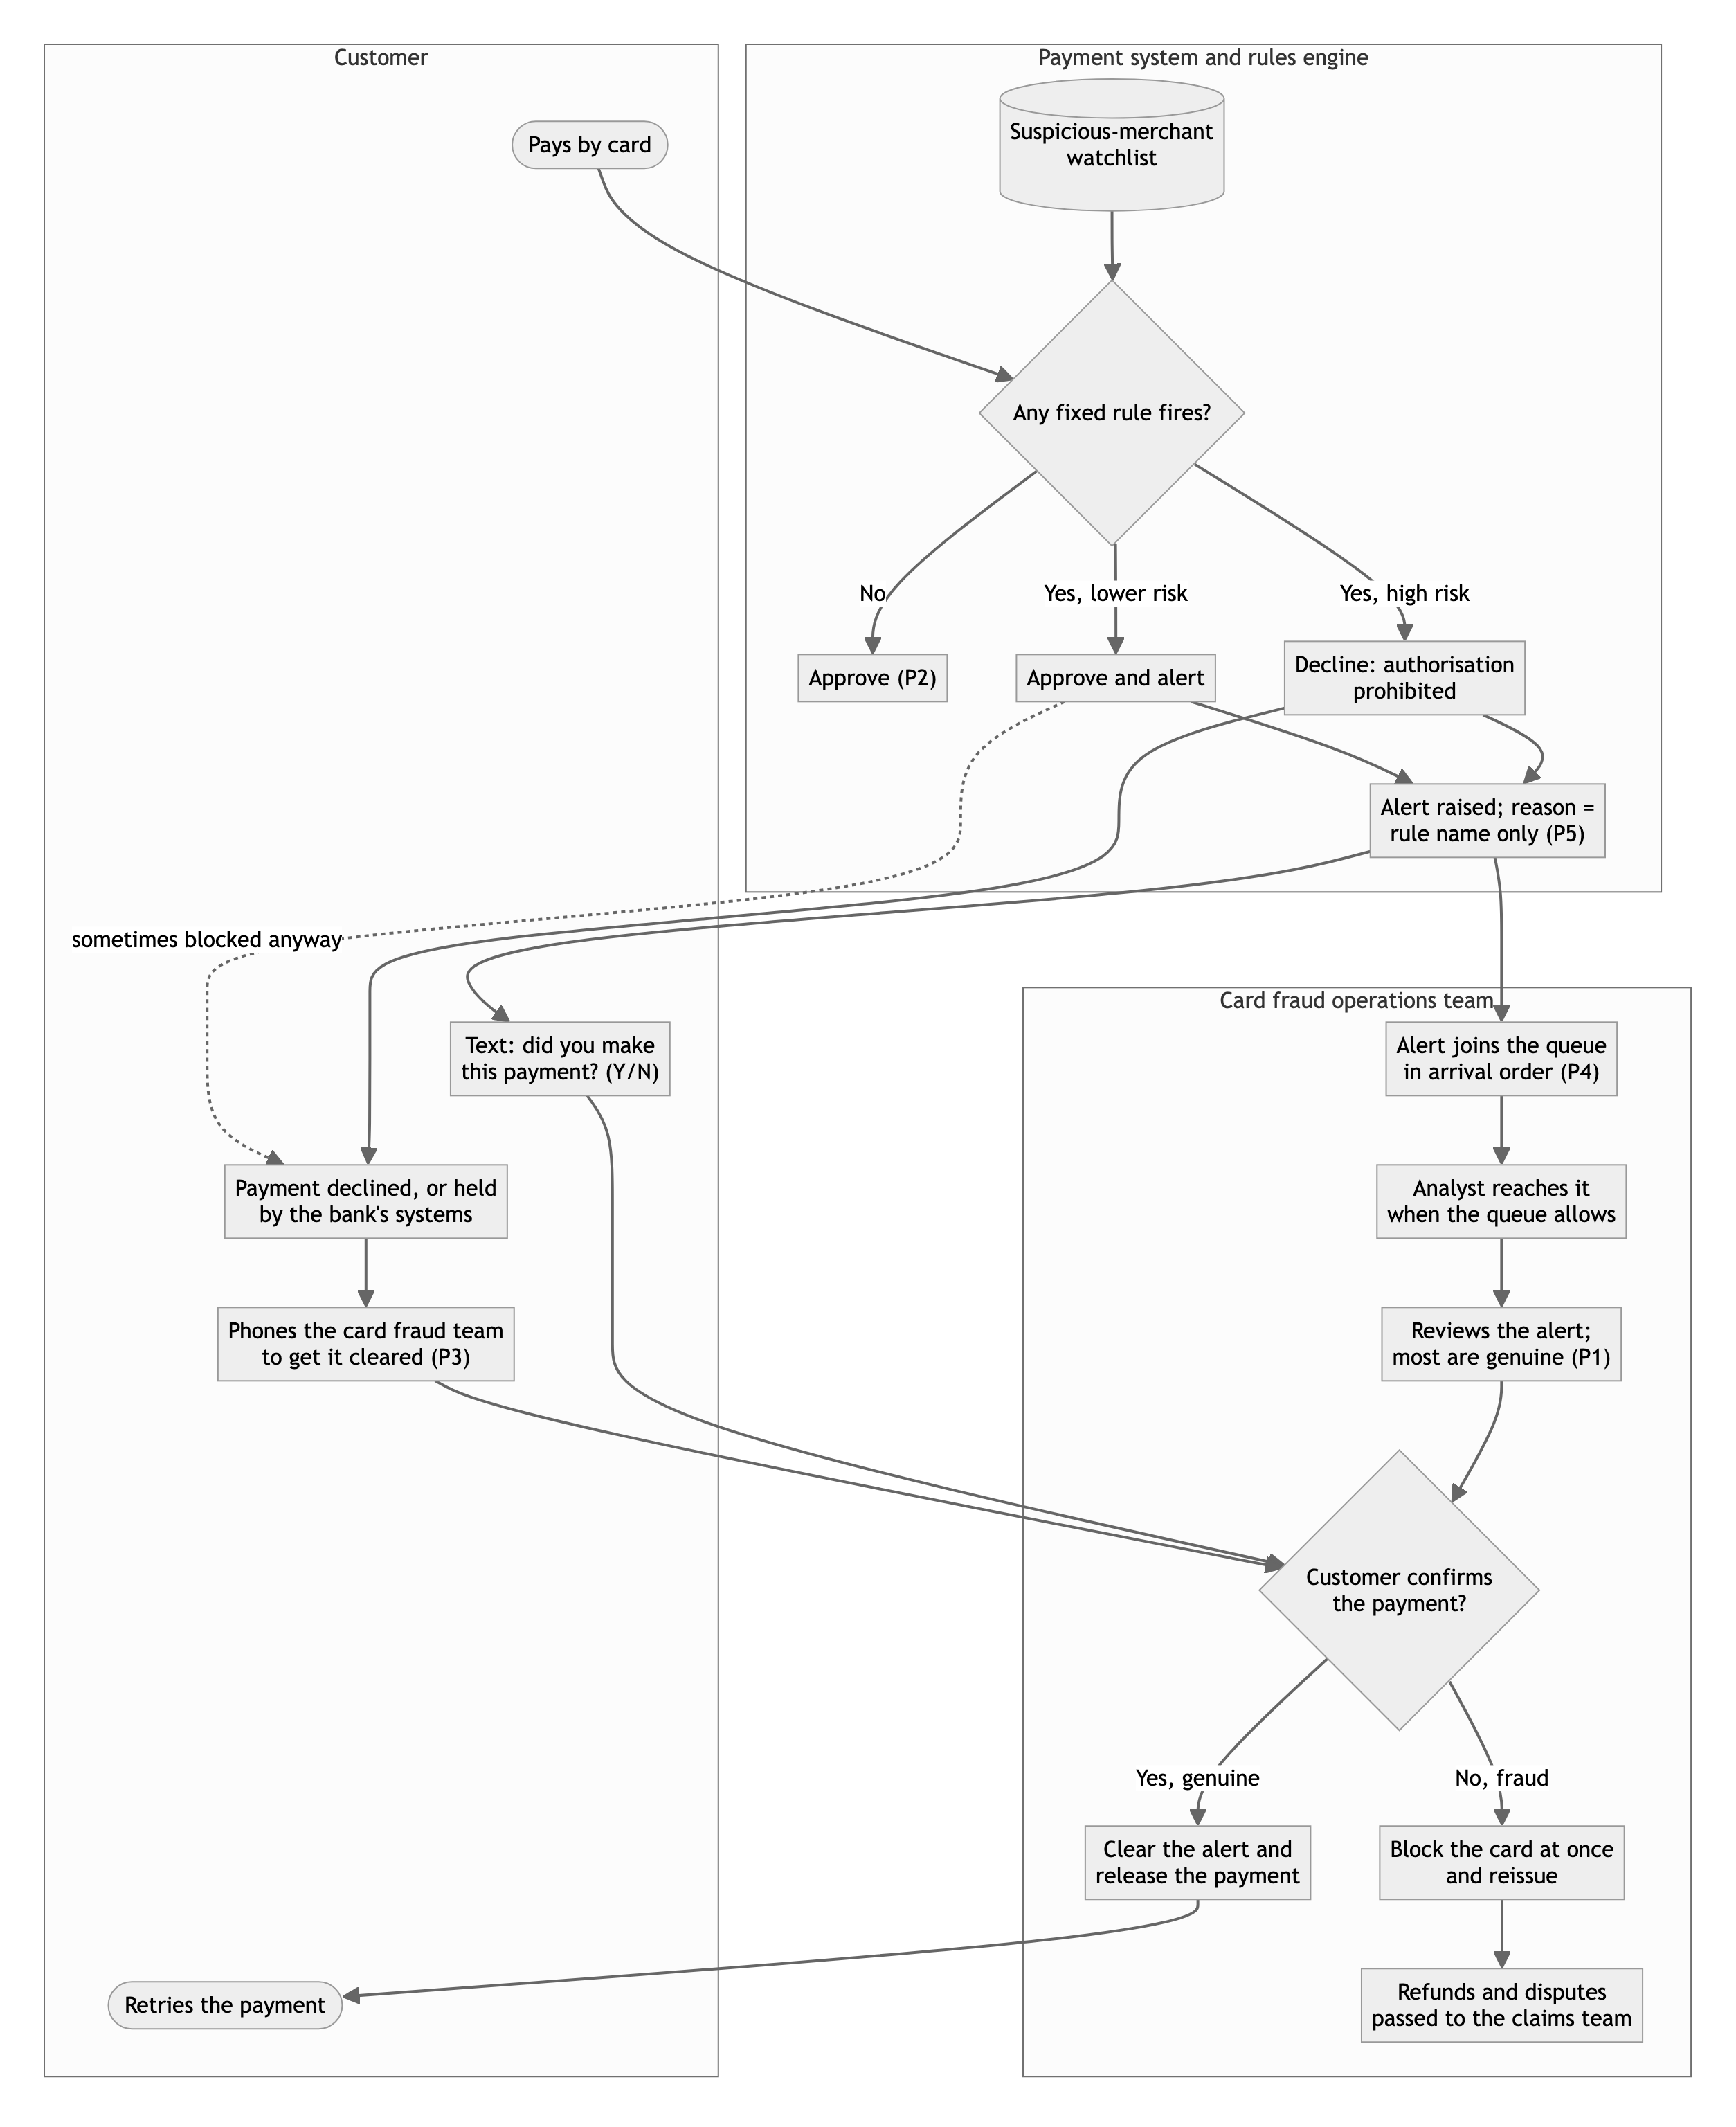 Customer
Payment system and rules engine
Pays by card
Suspicious-merchant
watchlist
Any fixed rule fires?
No
Yes, lower risk
Yes, high risk
Approve (P2)
Approve and alert
Decline: authorisation
prohibited
Alert raised; reason =
rule name only (P5)
sometimes blocked anyway
Card fraud operations team
Text: did you make
this payment? (Y/N)
Alert joins the queue
in arrival order (P4)
Payment declined, or held
by the bank's systems
Analyst reaches it
when the queue allows
Phones the card fraud team
to get it cleared (P3)
Reviews the alert;
most are genuine (P1)
Customer confirms
the payment?
Yes, genuine
No, fraud
Clear the alert and
release the payment
Block the card at once
and reissue
Retries the payment
Refunds and disputes
passed to the claims team